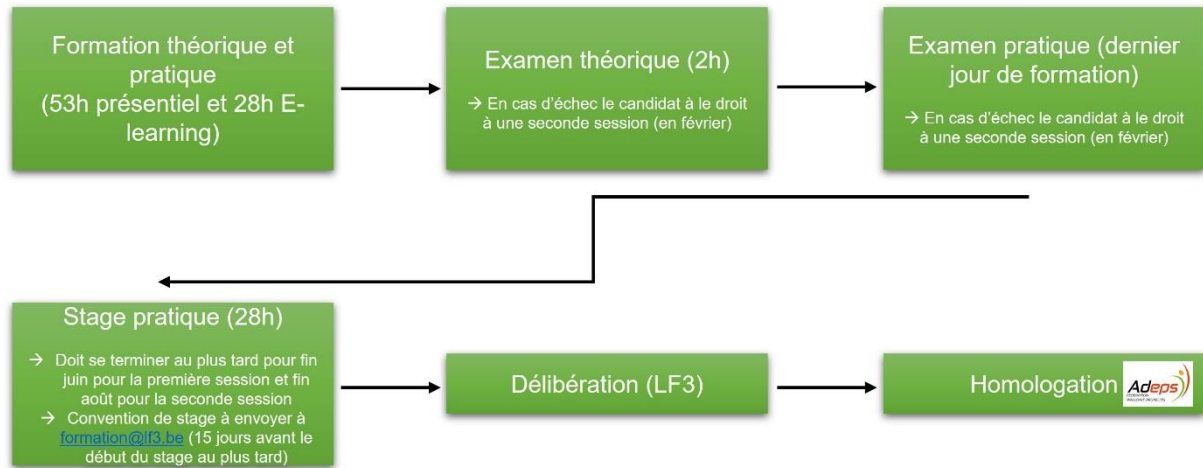 Formation théorique et
pratique
(53h présentiel et 28h E-
learning)
Examen théorique (2h)
→ En cas d'échec le candidat à le droit
à une seconde session (en février)
Examen pratique (dernier
jour de formation)
→ En cas d'échec le candidat à le droit
à une seconde session (en février)
Stage pratique (28h)
→ Doit se terminer au plus tard pour fin
juin pour la première session et fin
août pour la seconde session
→ Convention de stage à envoyer à
formation@lf3.be (15 jours avant le
début du stage au plus tard)
Délibération (LF3)
Homologation
Adeps